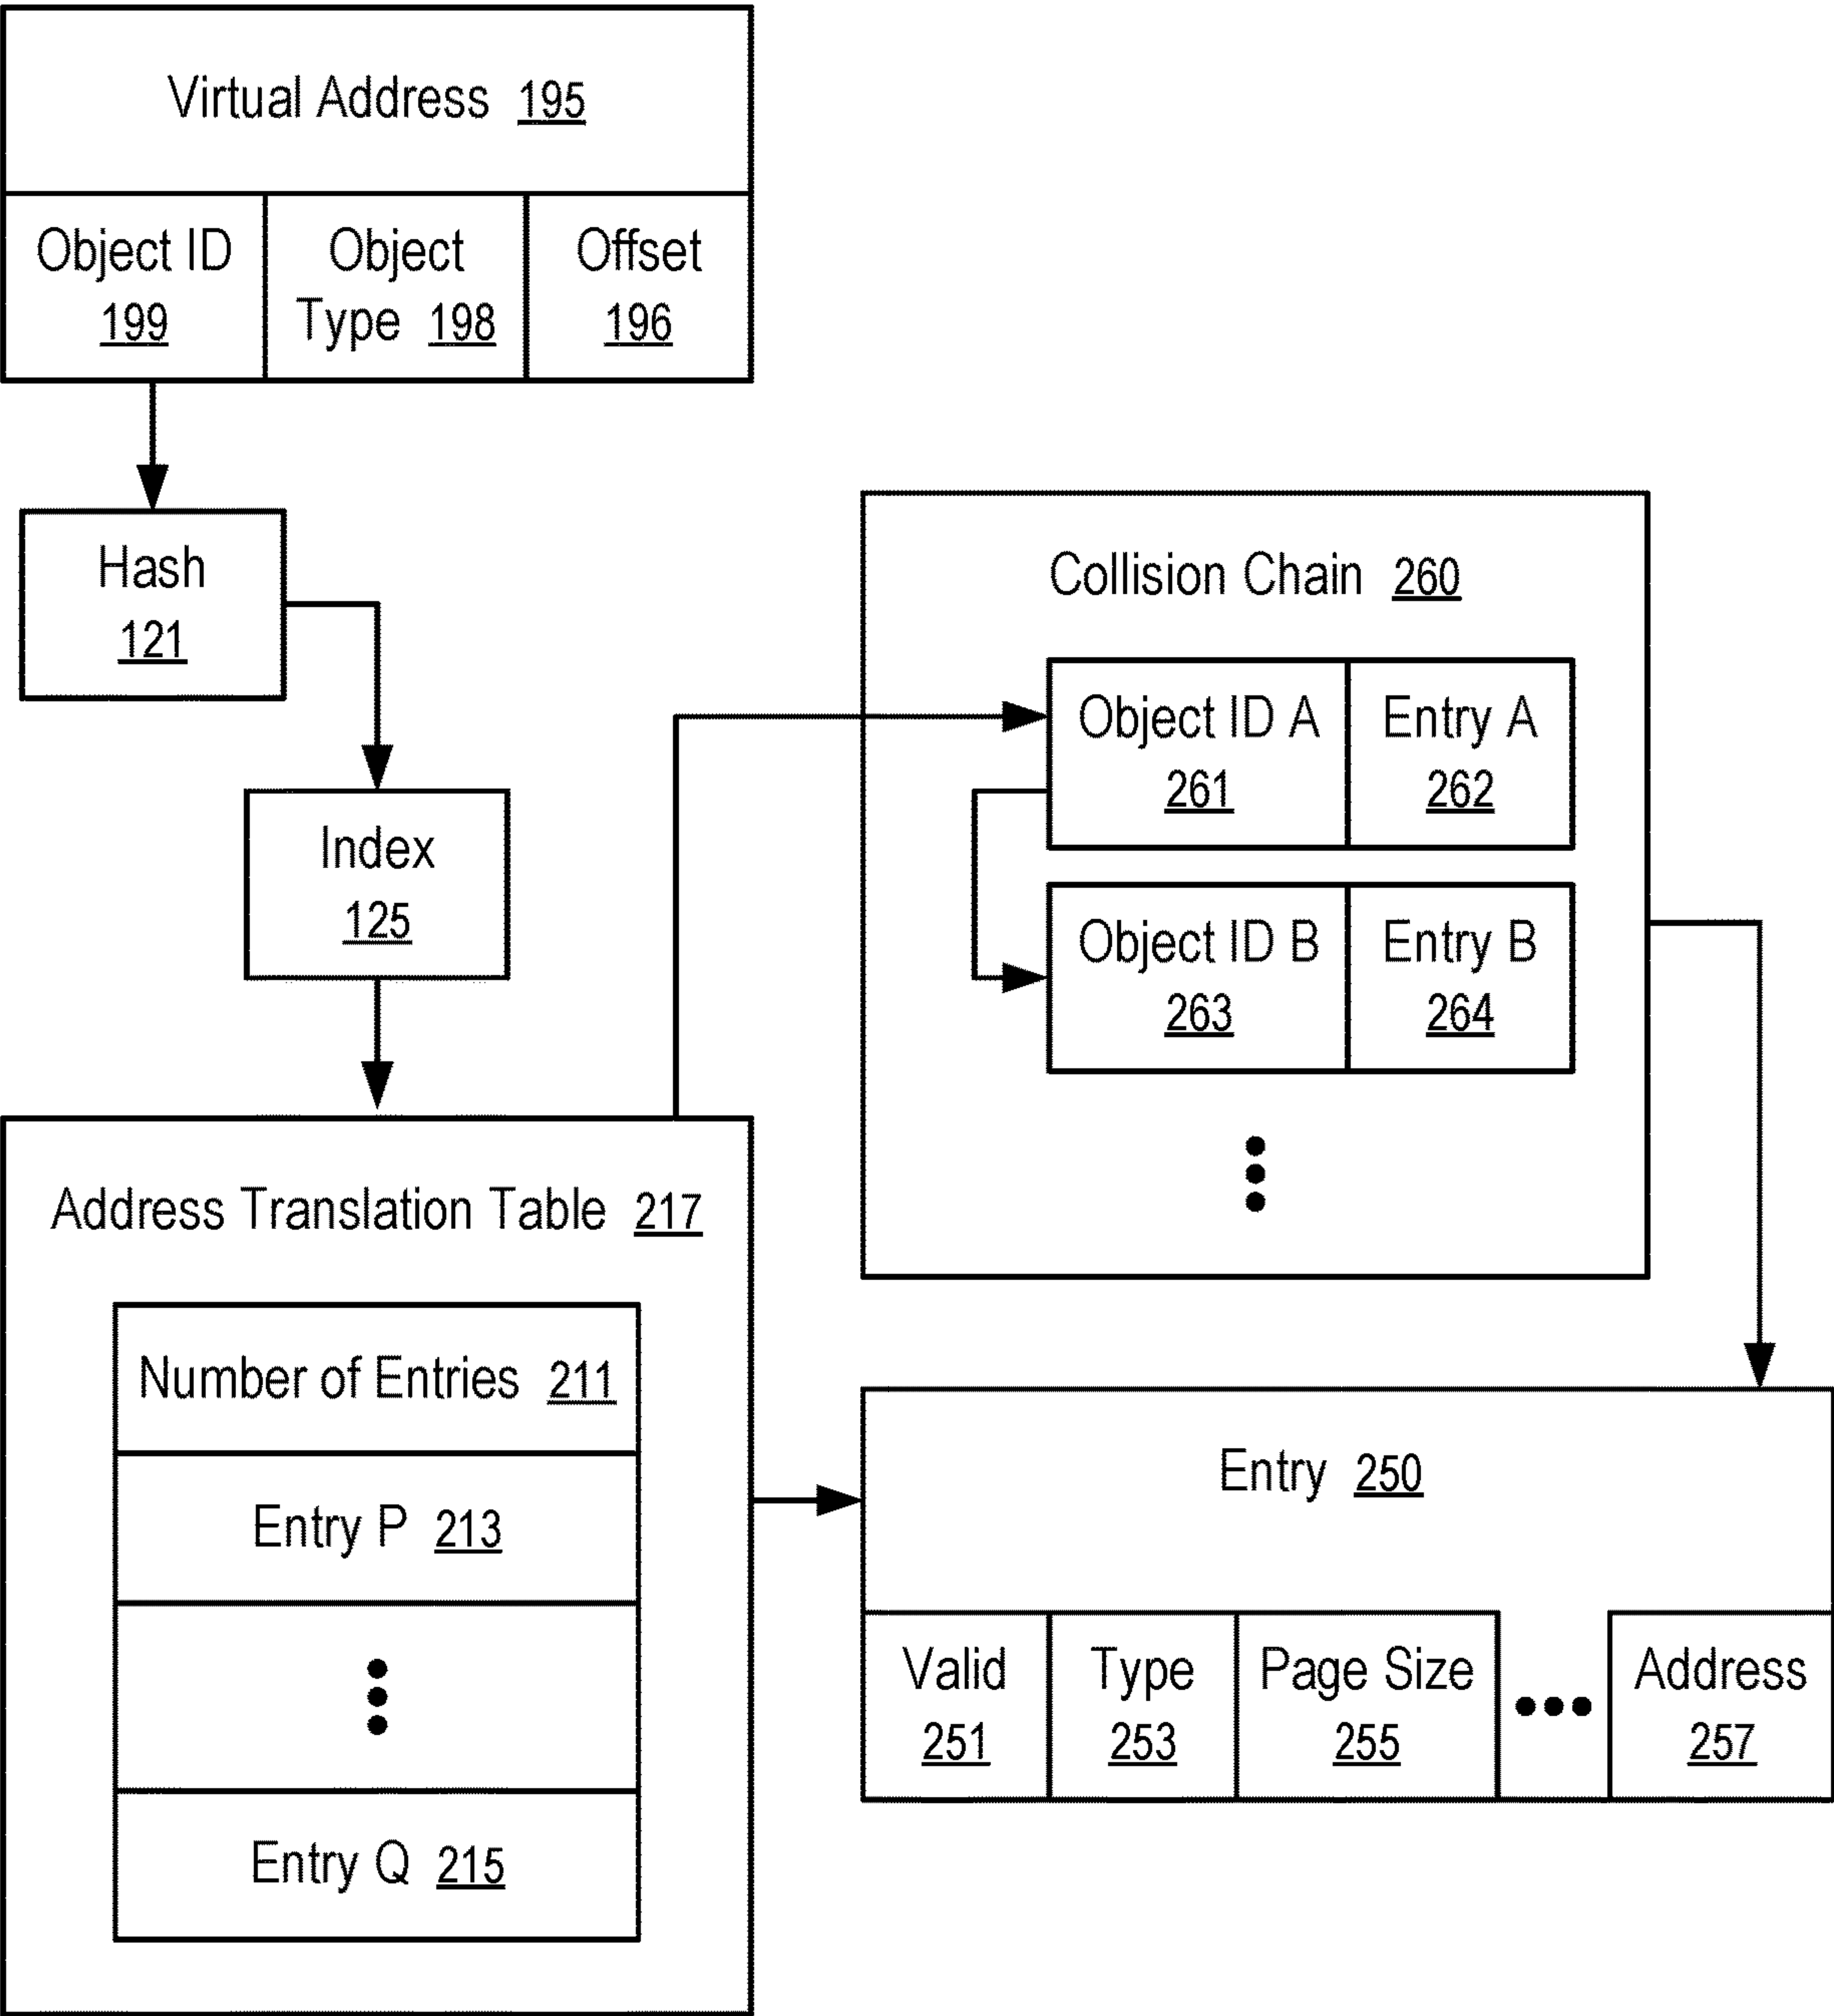 Virtual Address 195
Object ID
199
Object
Type 198
Offset
196
Hash
121
Index
125
Collision Chain 260
Object ID A
261
Entry A
262
Object ID B
263
Entry B
264
Address Translation Table 217
Number of Entries 211
Entry P 213
Entry Q 215
Entry 250
Valid
251
Type
253
Page Size
255
Address
257